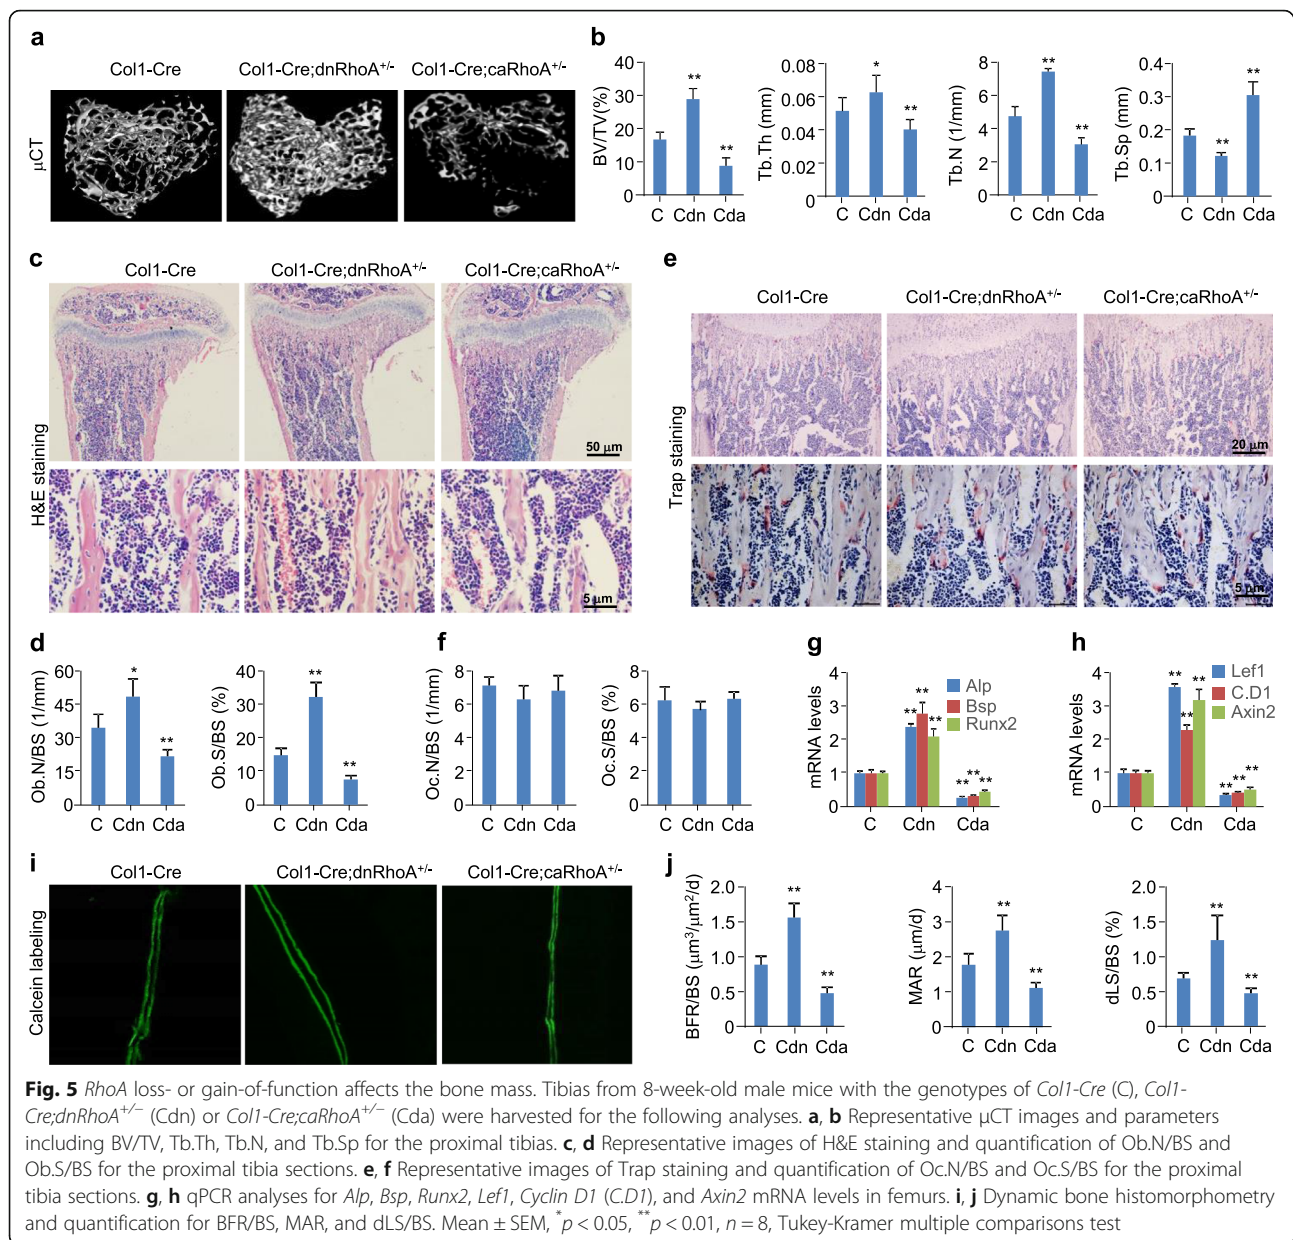 a
Col1-Cre
Col1-Cre;dnRhoA+/-
Col1-Cre;caRhoA+/-
μCT
b
BV/TV(%)
60
40
30
20
10
0
C Cdn Cda
** **
Tb.Th (mm)
0.08
0.06
0.04
0.02
0.00
C Cdn Cda
* **
Tb.N (1/mm)
8
6
4
2
0
C Cdn Cda
** **
Tb.Sp (mm)
0.4
0.3
0.2
0.1
0
C Cdn Cda
** **
c
Col1-Cre
Col1-Cre;dnRhoA+/-
Col1-Cre;caRhoA+/-
H&E staining
50 μm
5 μm
e
Col1-Cre
Col1-Cre;dnRhoA+/-
Col1-Cre;caRhoA+/-
Trap staining
20 μm
5 μm
d
Ob.N/BS (1/mm)
60
45
30
15
0
C Cdn Cda
* **
Ob.S/BS (%)
40
30
20
10
0
C Cdn Cda
** **
f
Oc.N/BS (1/mm)
8
6
4
2
0
C Cdn Cda
Oc.S/BS (%)
8
6
4
2
0
C Cdn Cda
g
mRNA levels
4
3
2
1
0
Alp
Bsp
Runx2
** ** **
** ** **
C Cdn Cda
h
mRNA levels
4
3
2
1
0
Lef1
C.D1
Axin2
** ** **
** ** **
C Cdn Cda
i
Col1-Cre
Col1-Cre;dnRhoA+/-
Col1-Cre;caRhoA+/-
Calcein labeling
j
BFR/BS (μm3/μm2/d)
2.0
1.5
1.0
0.5
0
C Cdn Cda
** **
MAR (μm/d)
4
3
2
1
0
C Cdn Cda
** **
dLS/BS (%)
2.0
1.5
1.0
0.5
0.0
C Cdn Cda
** **
Fig. 5 RhoA loss- or gain-of-function affects the bone mass. Tibias from 8-week-old male mice with the genotypes of Col1-Cre (C), Col1-
Cre;dnRhoA+/− (Cdn) or Col1-Cre;caRhoA+/− (Cda) were harvested for the following analyses. a, b Representative μCT images and parameters
including BV/TV, Tb.Th, Tb.N, and Tb.Sp for the proximal tibias. c, d Representative images of H&E staining and quantification of Ob.N/BS and
Ob.S/BS for the proximal tibia sections. e, f Representative images of Trap staining and quantification of Oc.N/BS and Oc.S/BS for the proximal
tibia sections. g, h qPCR analyses for Alp, Bsp, Runx2, Lef1, Cyclin D1 (C.D1), and Axin2 mRNA levels in femurs. i, j Dynamic bone histomorphometry
and quantification for BFR/BS, MAR, and dLS/BS. Mean ± SEM, *p < 0.05, **p < 0.01, n = 8, Tukey-Kramer multiple comparisons test